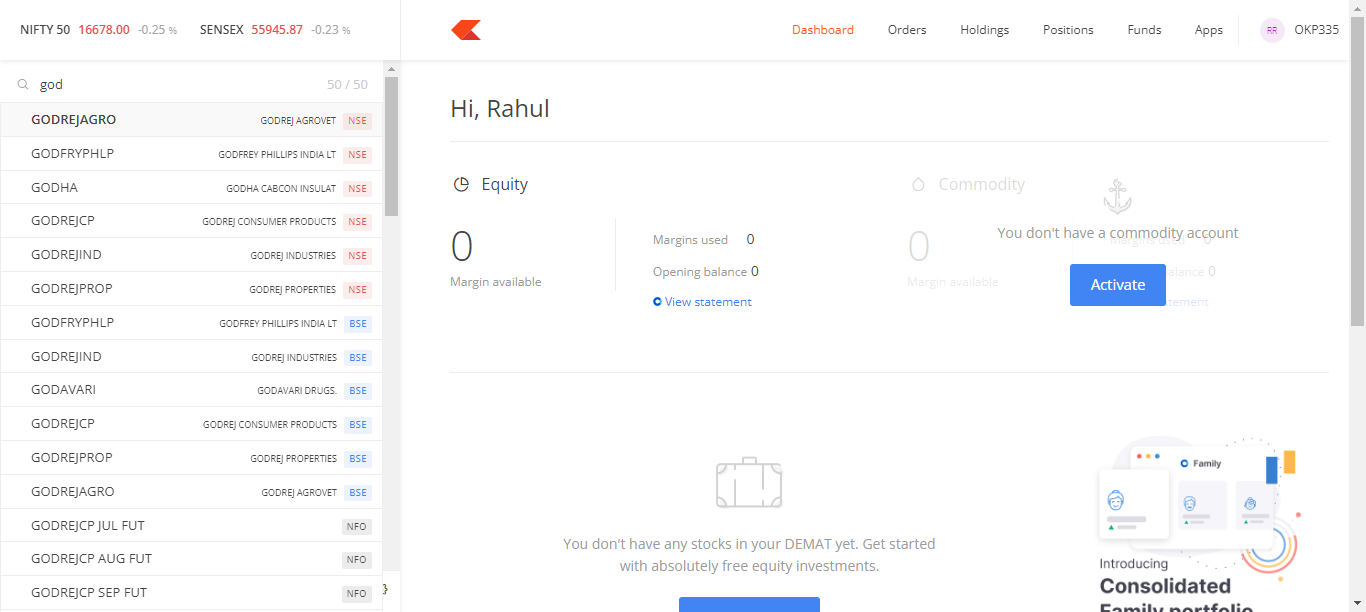 NIFTY 50 16678.00 -0.25 % SENSEX 55945.87 -0.23 %
Dashboard Orders Holdings Positions Funds Apps RR OKP335
god 50 / 50
GODREJAGRO GODREJ AGROVET NSE
GODFRYPHLP GODFREY PHILLIPS INDIA LT NSE
GODHA GODHA CABCON INSULAT NSE
GODREJCP GODREJ CONSUMER PRODUCTS NSE
GODREJIND GODREJ INDUSTRIES NSE
GODREJPROP GODREJ PROPERTIES NSE
GODFRYPHLP GODFREY PHILLIPS INDIA LT BSE
GODREJIND GODREJ INDUSTRIES BSE
GODAVARI GODAVARI DRUGS. BSE
GODREJCP GODREJ CONSUMER PRODUCTS BSE
GODREJPROP GODREJ PROPERTIES BSE
GODREJAGRO GODREJ AGROVET BSE
GODREJCP JUL FUT NFO
GODREJCP AUG FUT NFO
GODREJCP SEP FUT NFO
}
Hi, Rahul
Equity
0
Margin available
Margins used 0
Opening balance 0
View statement
Commodity
0
Margin available
You don't have a commodity account
Margins used 0
alance 0
tement
Activate
You don't have any stocks in your DEMAT yet. Get started
with absolutely free equity investments.
Family
Introducing
Consolidated
Family portfolio